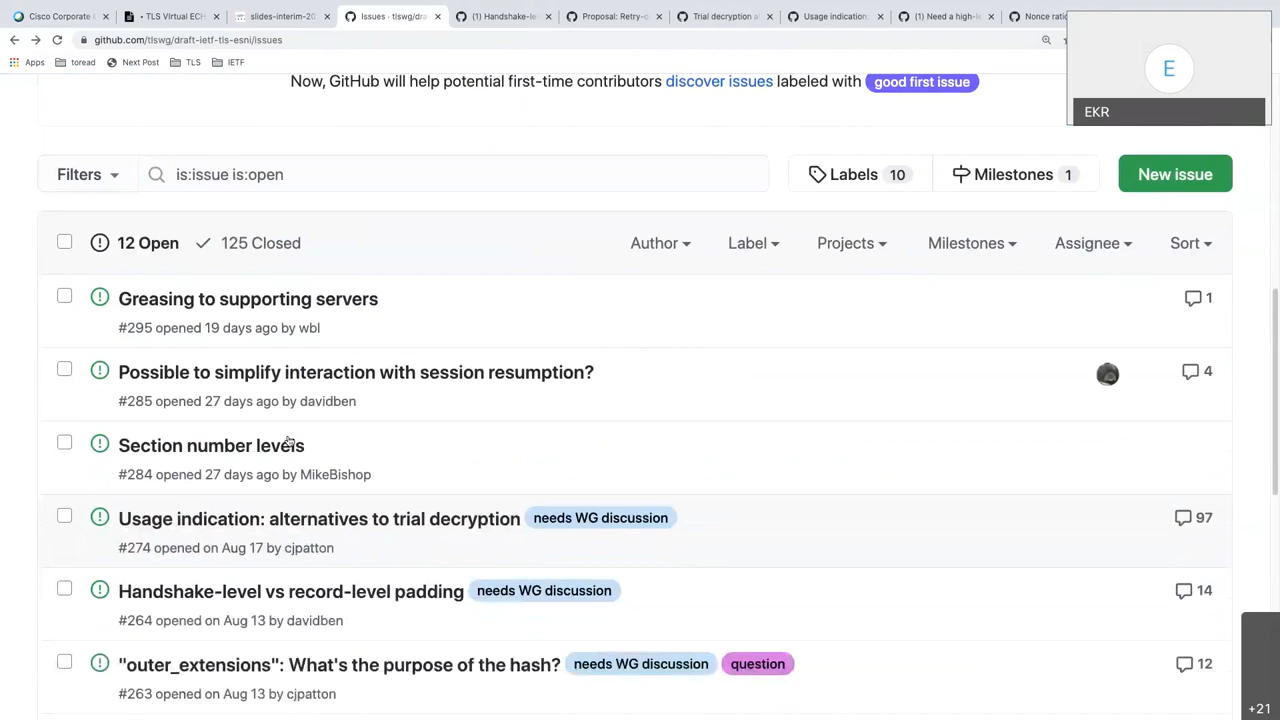 Cisco Corporate
• TLS VIrtual ECH
slides-interim-20
Issues · tlswg/dra
(1) Handshake-le
Proposal: Retry-o
Trial decryption a
Usage indication:
(1) Need a high-le
Nonce ratio
github.com/tlswg/draft-ietf-tls-esni/issues
Apps
toread
Next Post
TLS
IETF
E
EKR
Now, GitHub will help potential first-time contributors discover issues labeled with good first issue
Filters
is:issue is:open
Labels 10
Milestones 1
New issue
12 Open
125 Closed
Author
Label
Projects
Milestones
Assignee
Sort
Greasing to supporting servers
1
#295 opened 19 days ago by wbl
Possible to simplify interaction with session resumption?
4
#285 opened 27 days ago by davidben
Section number levels
#284 opened 27 days ago by MikeBishop
Usage indication: alternatives to trial decryption needs WG discussion
97
#274 opened on Aug 17 by cjpatton
Handshake-level vs record-level padding needs WG discussion
14
#264 opened on Aug 13 by davidben
"outer_extensions": What's the purpose of the hash? needs WG discussion question
12
#263 opened on Aug 13 by cjpatton
+21